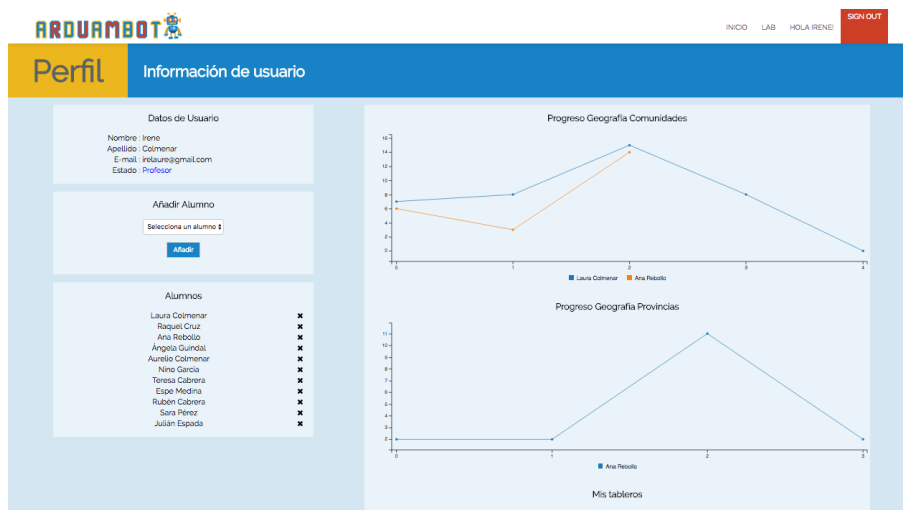 ARDUAMBOT
INICIO LAB HOLA IRENE! SIGN OUT
Perfil
Información de usuario
Datos de Usuario
Nombre : Irene
Apellido : Colmenar
E-mail : irelaure@gmail.com
Estado : Profesor
Añadir Alumno
Selecciona un alumno
Añadir
Alumnos
Laura Colmenar
Raquel Cruz
Ana Rebollo
Ángela Guindal
Aurelio Colmenar
Nino García
Teresa Cabrera
Espe Medina
Rubén Cabrera
Sara Pérez
Julián Espada
Progreso Geografía Comunidades
16
14
12
10
8
6
4
2
0
0 1 2 3 4
Laura Colmenar Ana Rebollo
Progreso Geografía Provincias
11
10
9
8
7
6
5
4
3
2
0 1 2 3
Ana Rebollo
Mis tableros